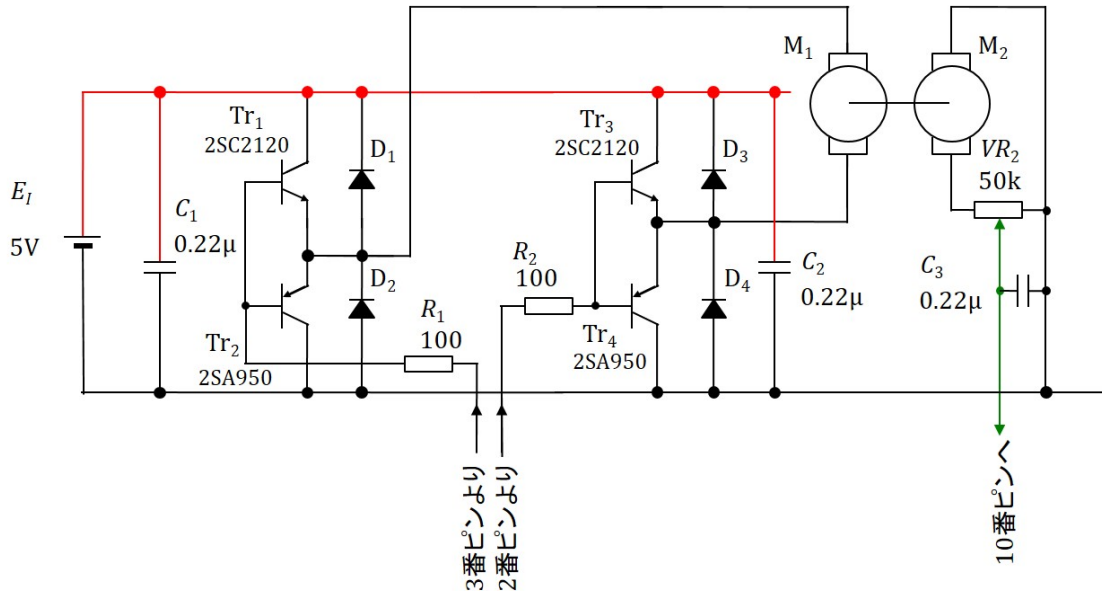 M₁
M₂
Tr₁
2SC2120
D₁
Tr₃
2SC2120
D₃
VR₂
50k
E_I
5V
C₁
0.22μ
D₂
R₂
100
D₄
C₂
0.22μ
C₃
0.22μ
R₁
100
Tr₂
2SA950
Tr₄
2SA950
3番ピンより
2番ピンより
10番ピンへ